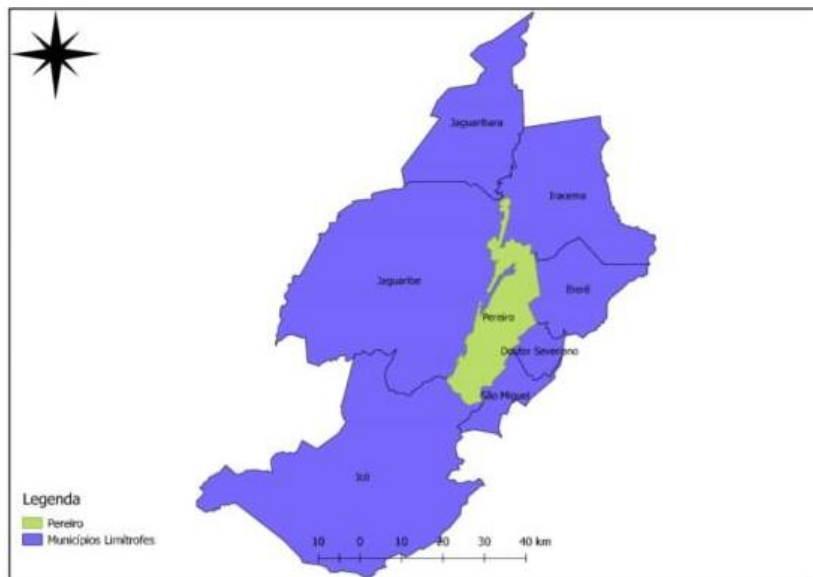 Jaguaribara
Iracema
Jaguaribe
Ererê
Pereiro
Doutor Severiano
São Miguel
Icó
Legenda
Pereiro
Municípios Limítrofes
10 0 10 20 30 40 km